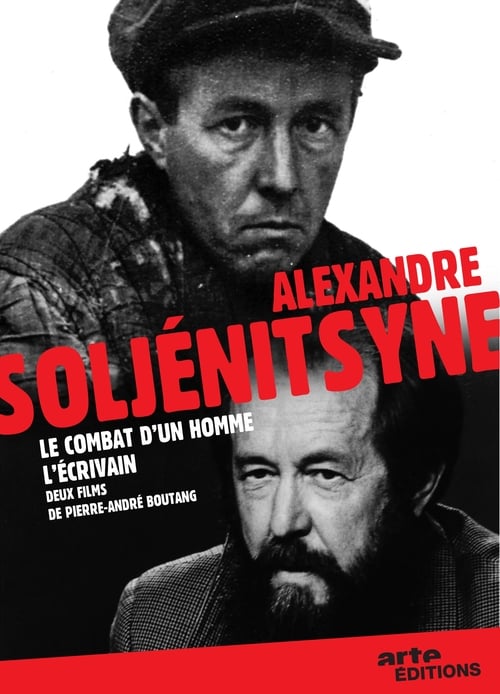 ALEXANDRE
SOLJÉNITSYNE
LE COMBAT D'UN HOMME
L'ÉCRIVAIN
DEUX FILMS
DE PIERRE-ANDRÉ BOUTANG
arte
ÉDITIONS